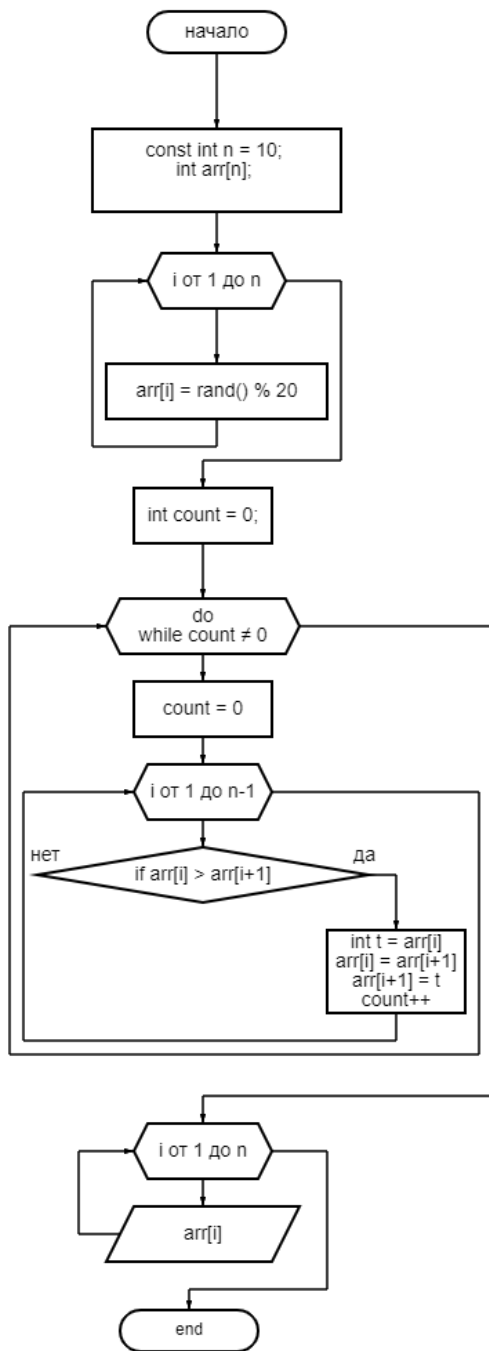 начало
const int n = 10;
int arr[n];
i от 1 до n
arr[i] = rand() % 20
int count = 0;
do
while count ≠ 0
count = 0
i от 1 до n-1
нет
да
if arr[i] > arr[i+1]
int t = arr[i]
arr[i] = arr[i+1]
arr[i+1] = t
count++
i от 1 до n
arr[i]
end